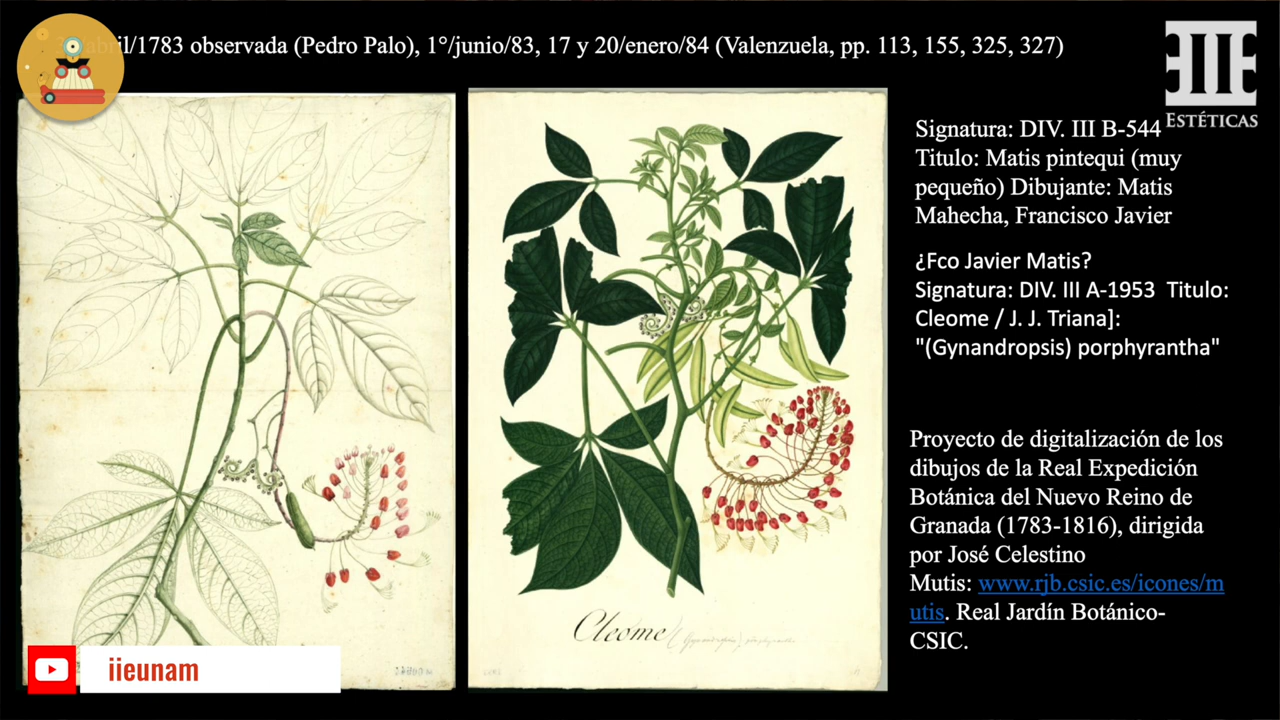 /abril/1783 observada (Pedro Palo), 1°/junio/83, 17 y 20/enero/84 (Valenzuela, pp. 113, 155, 325, 327)
ESTÉTICAS
Signatura: DIV. III B-544
Titulo: Matis pintequi (muy
pequeño) Dibujante: Matis
Mahecha, Francisco Javier
¿Fco Javier Matis?
Signatura: DIV. III A-1953 Titulo:
Cleome / J. J. Triana]:
"(Gynandropsis) porphyrantha"
Proyecto de digitalización de los
dibujos de la Real Expedición
Botánica del Nuevo Reino de
Granada (1783-1816), dirigida
por José Celestino
Mutis: www.rjb.csic.es/icones/m
utis. Real Jardín Botánico-
CSIC.
Cleome (Gynandropsis) porphyrantha
iieunam